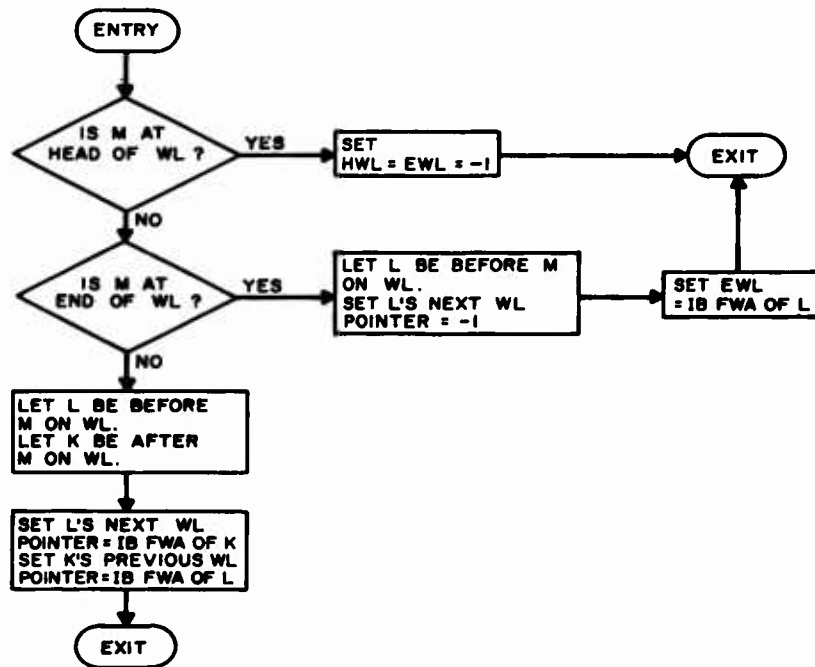 ENTRY
IS M AT
HEAD OF WL ?
YES
SET
HWL = EWL = -1
EXIT
NO
IS M AT
END OF WL ?
YES
LET L BE BEFORE M
ON WL.
SET L'S NEXT WL
POINTER = -1
SET EWL
= IB FWA OF L
NO
LET L BE BEFORE
M ON WL.
LET K BE AFTER
M ON WL.
SET L'S NEXT WL
POINTER = IB FWA OF K
SET K'S PREVIOUS WL
POINTER = IB FWA OF L
EXIT